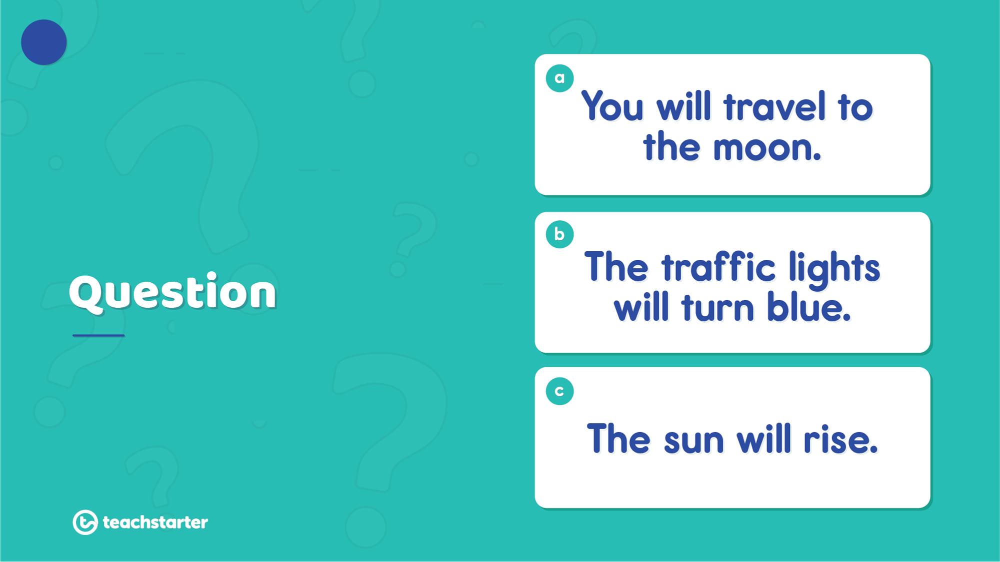 Question
a
You will travel to
the moon.
b
The traffic lights
will turn blue.
c
The sun will rise.
teachstarter